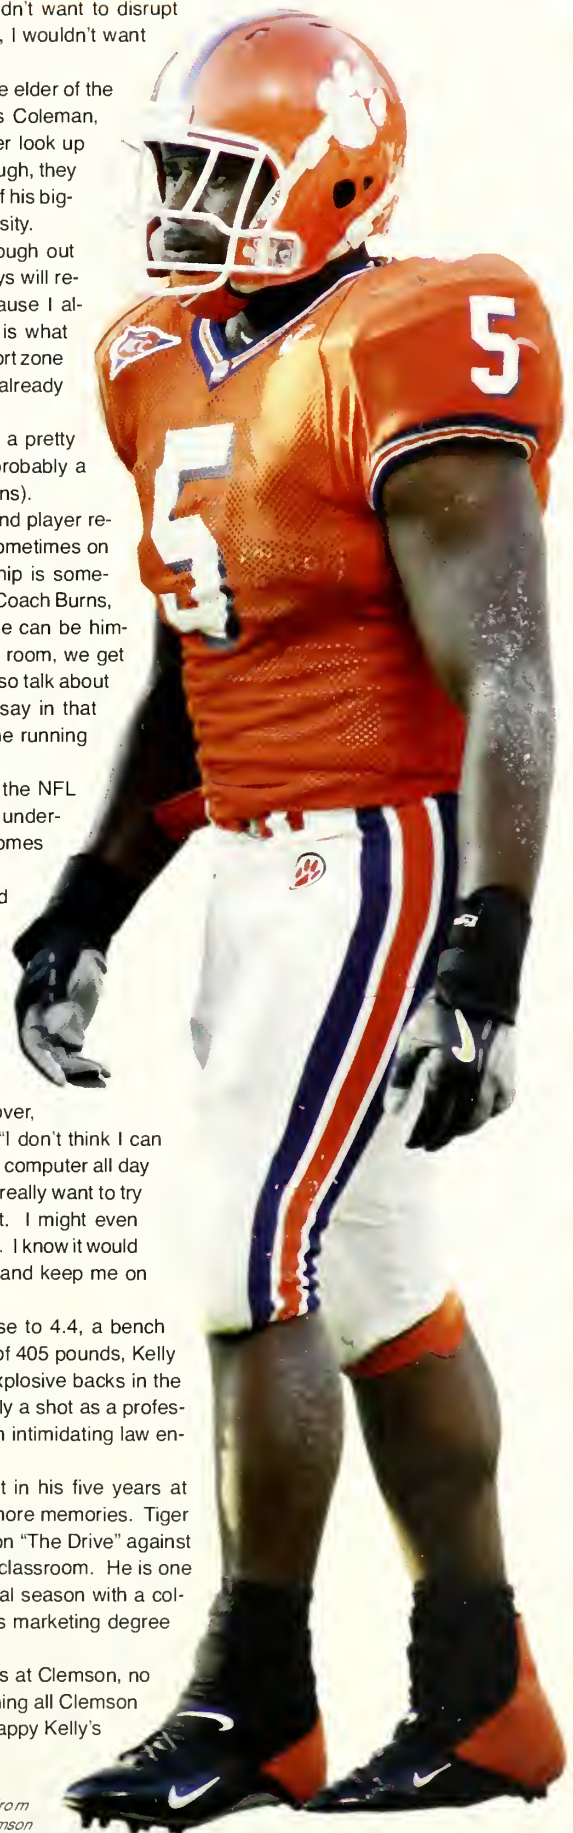 dn't want to disrupt
, I wouldn't want
e elder of the
s Coleman,
er look up
ugh, they
f his big-
sity.
ough out
ys will re-
ause I al-
is what
ort zone
already
a pretty
probably a
ns).
nd player re-
ometimes on
hip is some-
Coach Burns,
e can be him-
room, we get
so talk about
say in that
ne running
the NFL
under-
omes
d
over,
"I don't think I can
computer all day
really want to try
t. I might even
. I know it would
and keep me on
se to 4.4, a bench
of 405 pounds, Kelly
xplosive backs in the
ly a shot as a profes-
n intimidating law en-
t in his five years at
more memories. Tiger
on "The Drive" against
classroom. He is one
al season with a col-
s marketing degree
s at Clemson, no
ning all Clemson
appy Kelly's
rom
mson
5
5